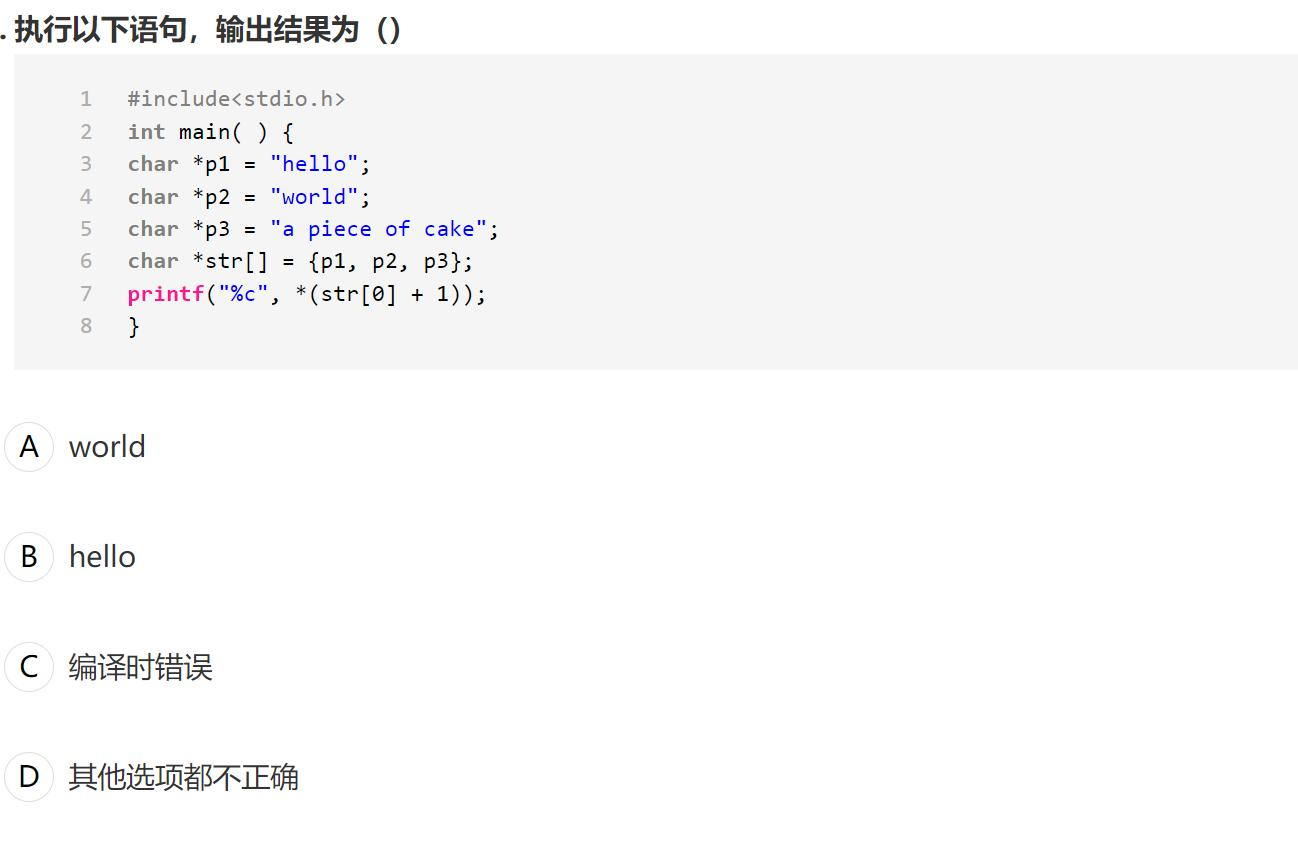 . 执行以下语句，输出结果为（）
1 #include<stdio.h>
2 int main( ) {
3 char *p1 = "hello";
4 char *p2 = "world";
5 char *p3 = "a piece of cake";
6 char *str[] = {p1, p2, p3};
7 printf("%c", *(str[0] + 1));
8 }
A world
B hello
C 编译时错误
D 其他选项都不正确